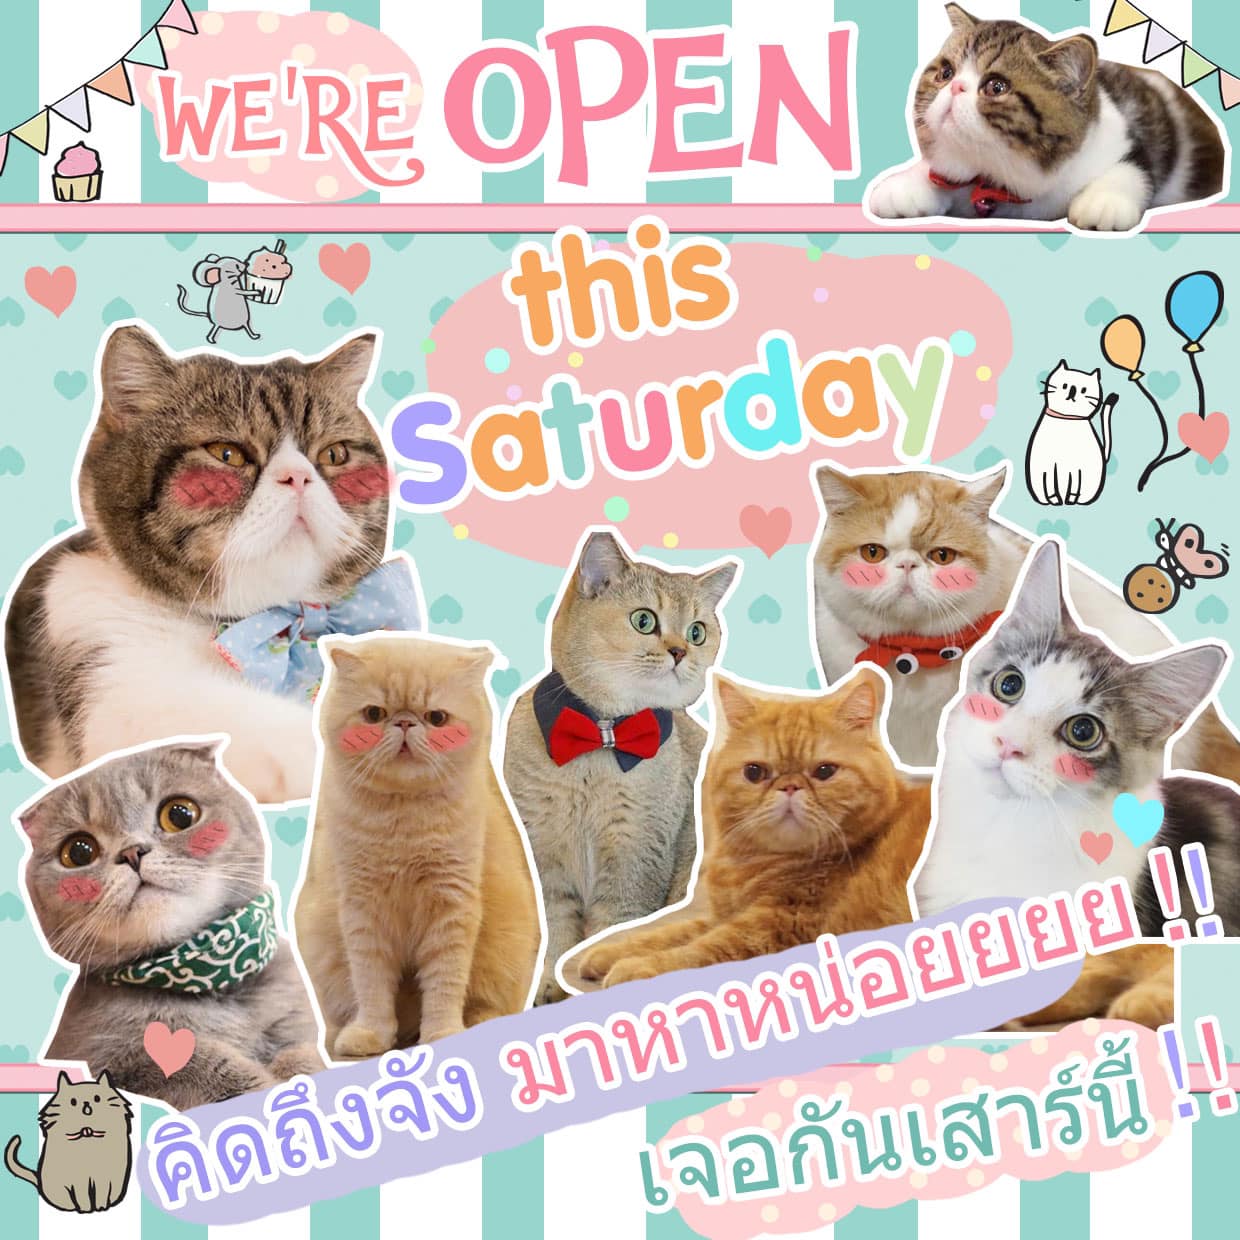 WE'RE OPEN
this
Saturday
คิดถึงจัง มาหาหน่อยยยย !!
เจอกันเสาร์นี้ !!